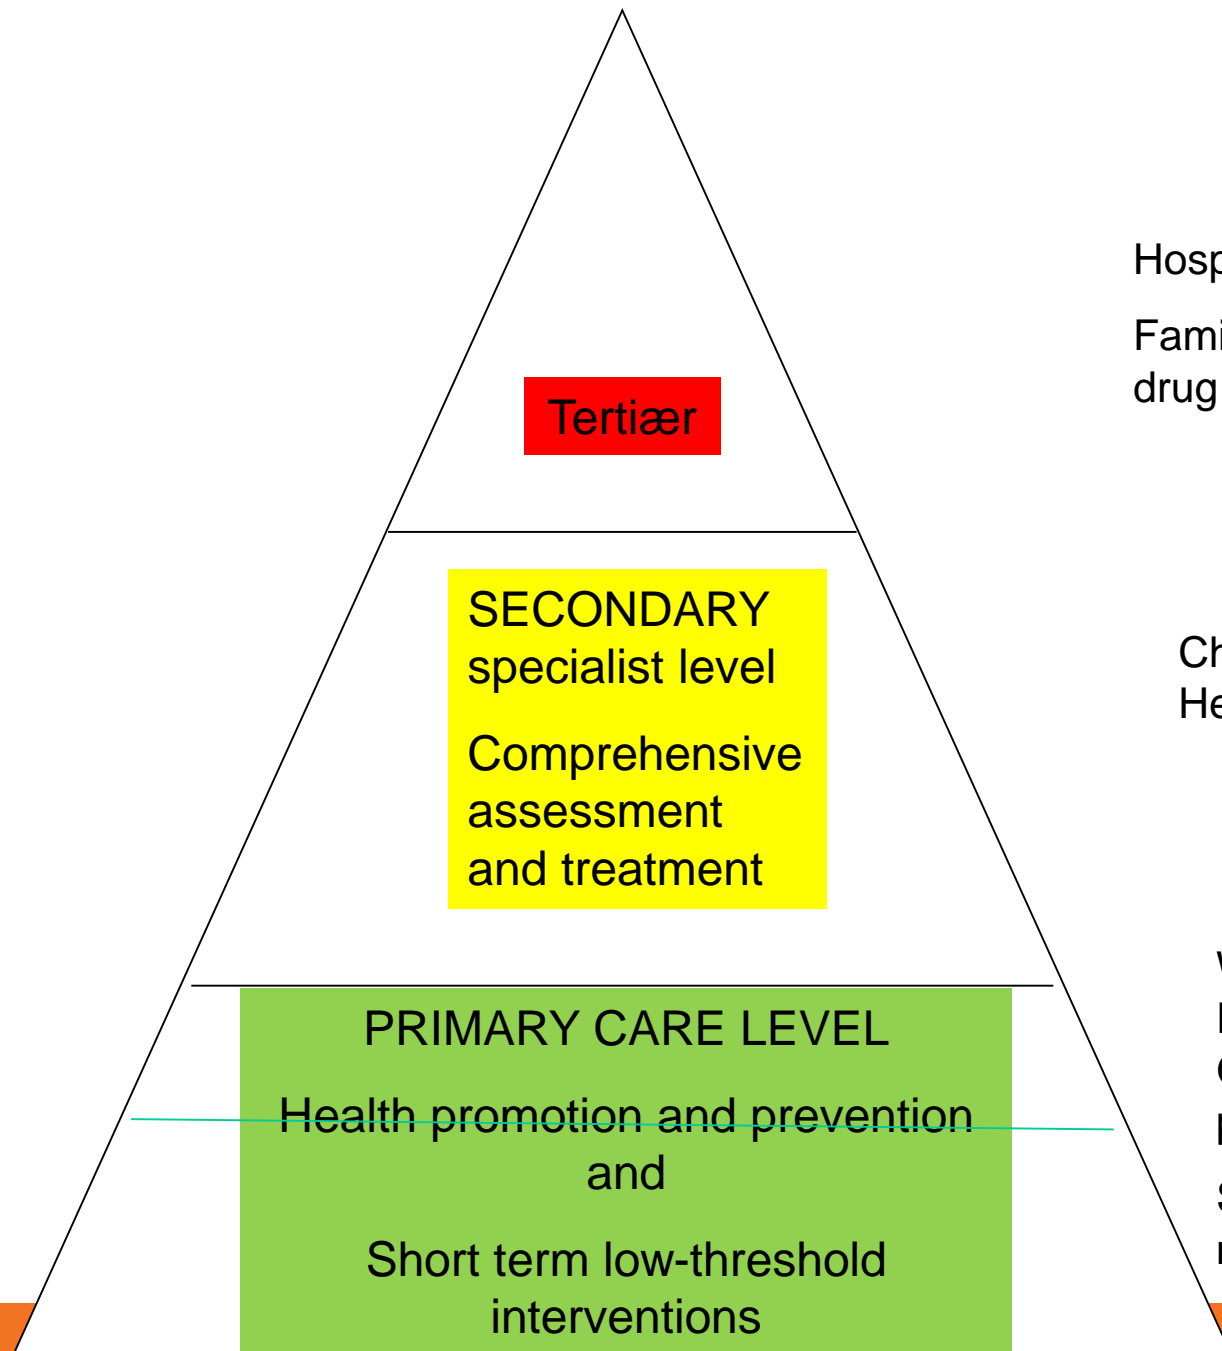 Tertiær
SECONDARY
specialist level
Comprehensive
assessment
and treatment
PRIMARY CARE LEVEL
Health promotion and prevention
and
Short term low-threshold
interventions
drug